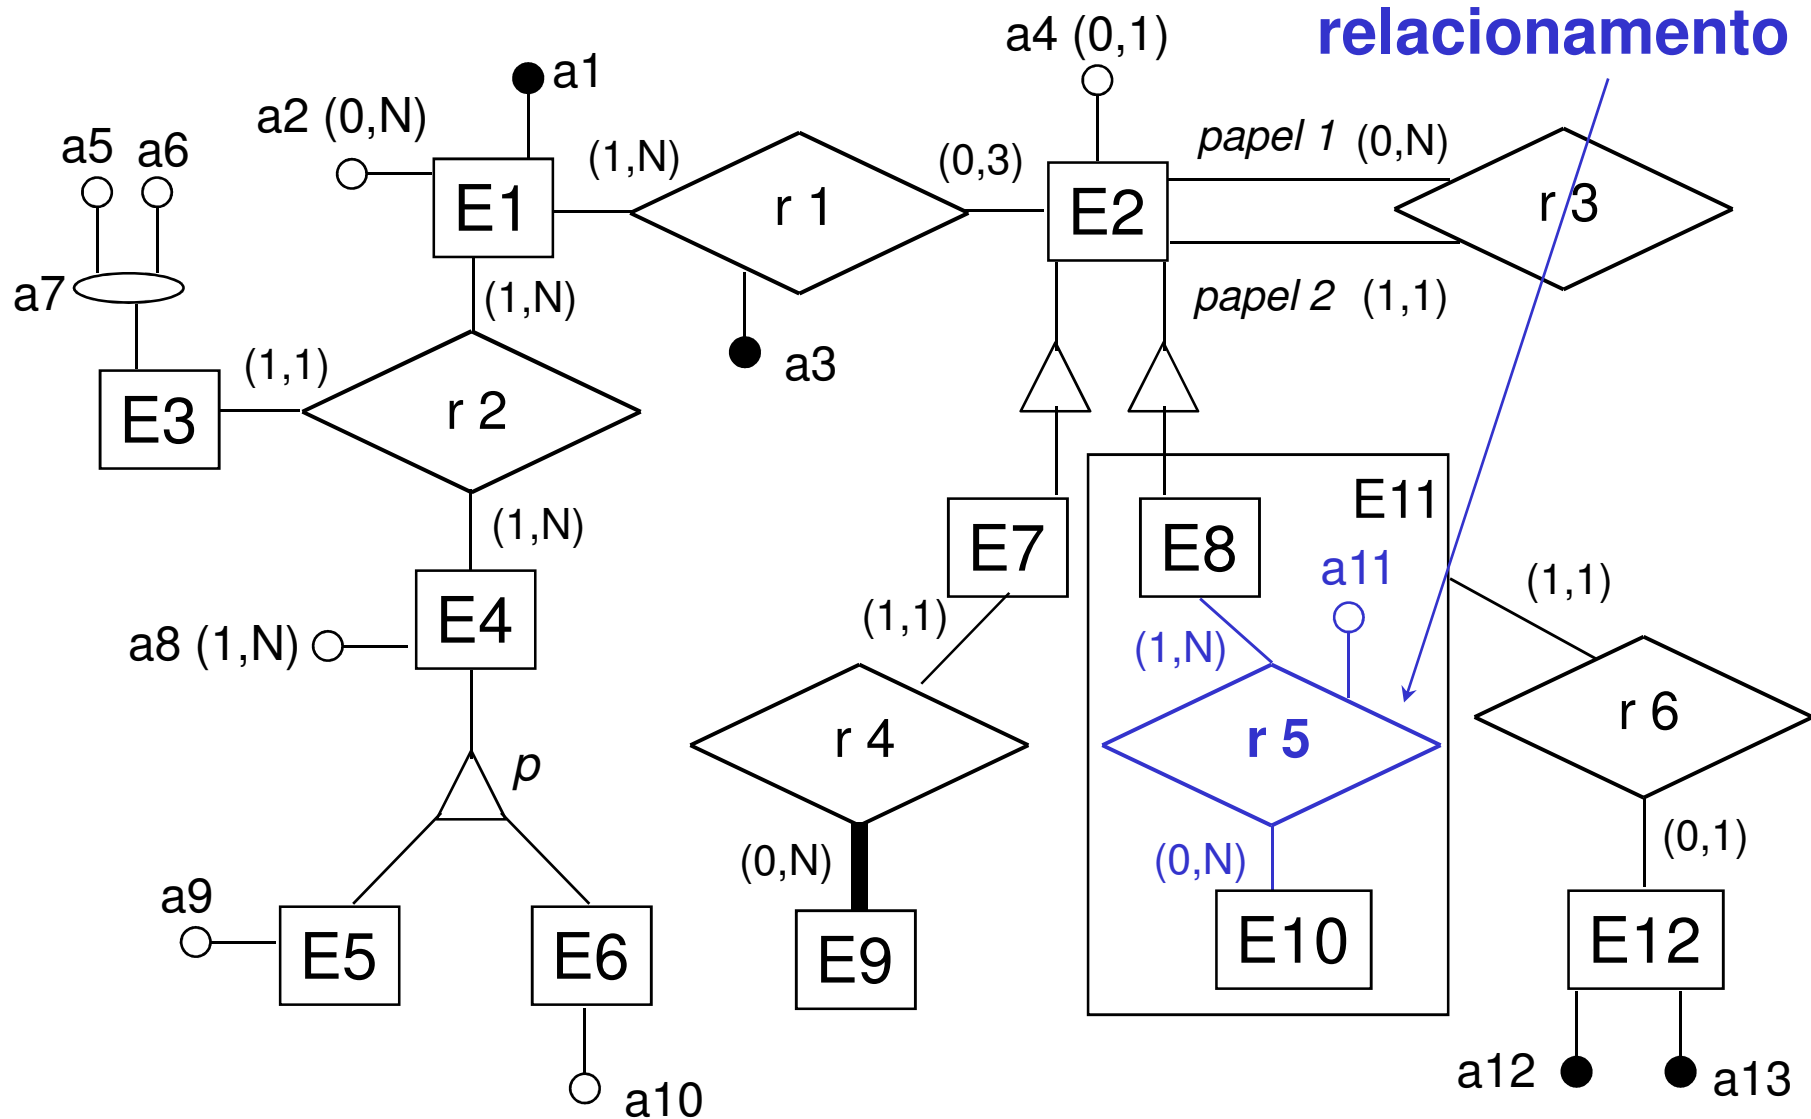 relacionamento
a4 (0,1)
a1
a2 (0,N)
a5 a6
papel 1 (0,N)
(1,N)
(0,3)
E1
r 1
E2
r 3
a7
(1,N)
papel 2 (1,1)
a3
(1,1)
E3
r 2
(1,N)
E11
E7
E8
a11
(1,1)
(1,1)
E4
a8 (1,N)
(1,N)
r 4
r 5
r 6
p
(0,N)
(0,N)
(0,1)
a9
E5
E6
E9
E10
E12
a10
a12
a13